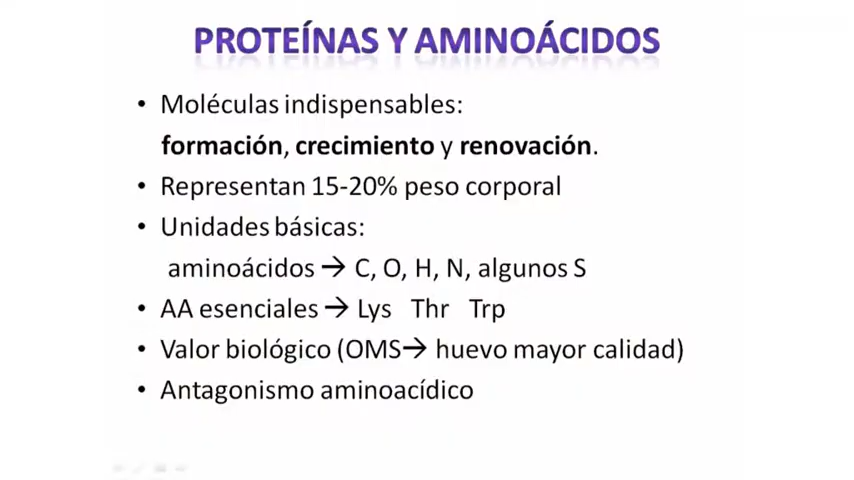 PROTEÍNAS Y AMINOÁCIDOS
• Moléculas indispensables:
formación, crecimiento y renovación.
• Representan 15-20% peso corporal
• Unidades básicas:
aminoácidos → C, O, H, N, algunos S
• AA esenciales → Lys Thr Trp
• Valor biológico (OMS→ huevo mayor calidad)
• Antagonismo aminoacídico